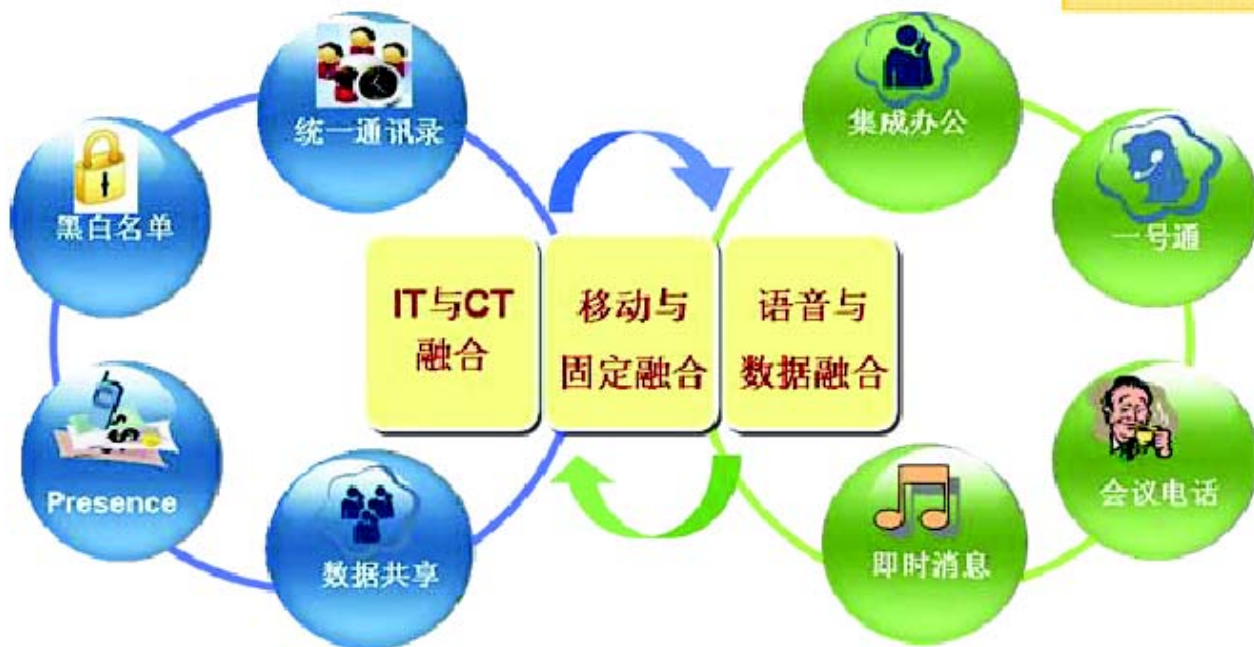 统一通讯录
黑白名单
Presence
数据共享
IT与CT
融合
移动与
固定融合
语音与
数据融合
集成办公
一号通
会议电话
即时消息